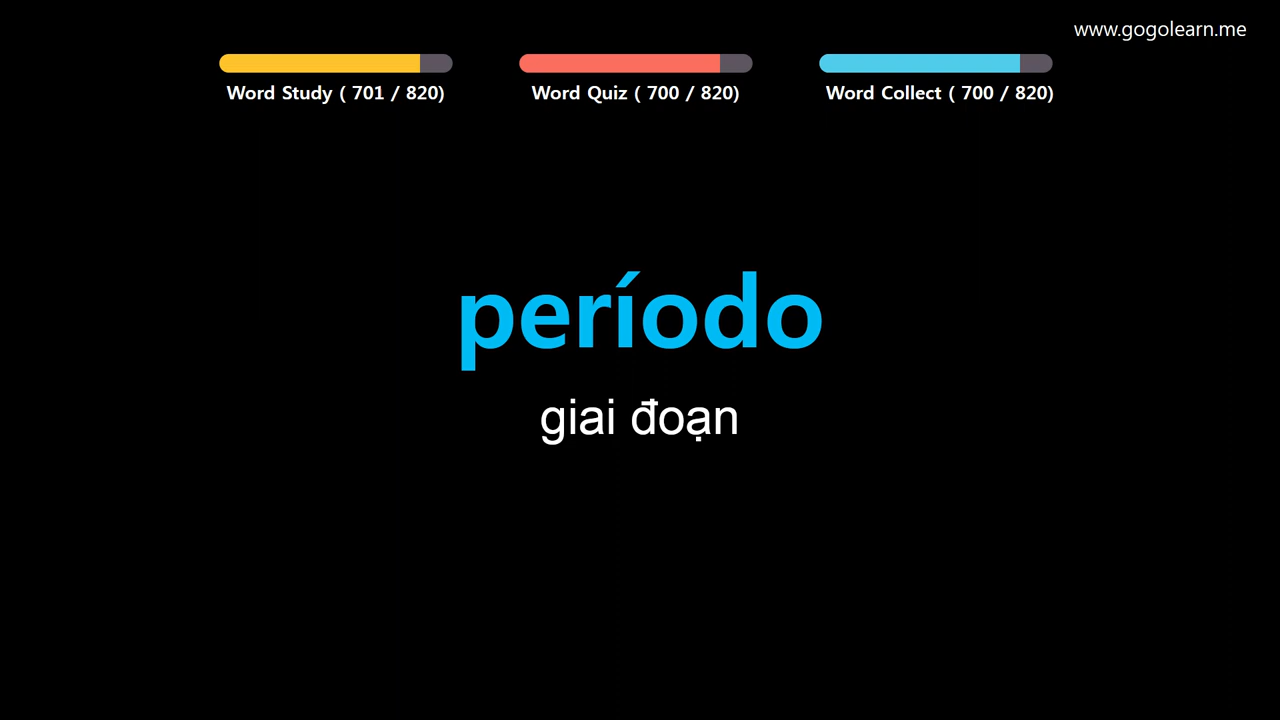 www.gogolearn.me
Word Study ( 701 / 820)
Word Quiz ( 700 / 820)
Word Collect ( 700 / 820)
período
giai đoạn